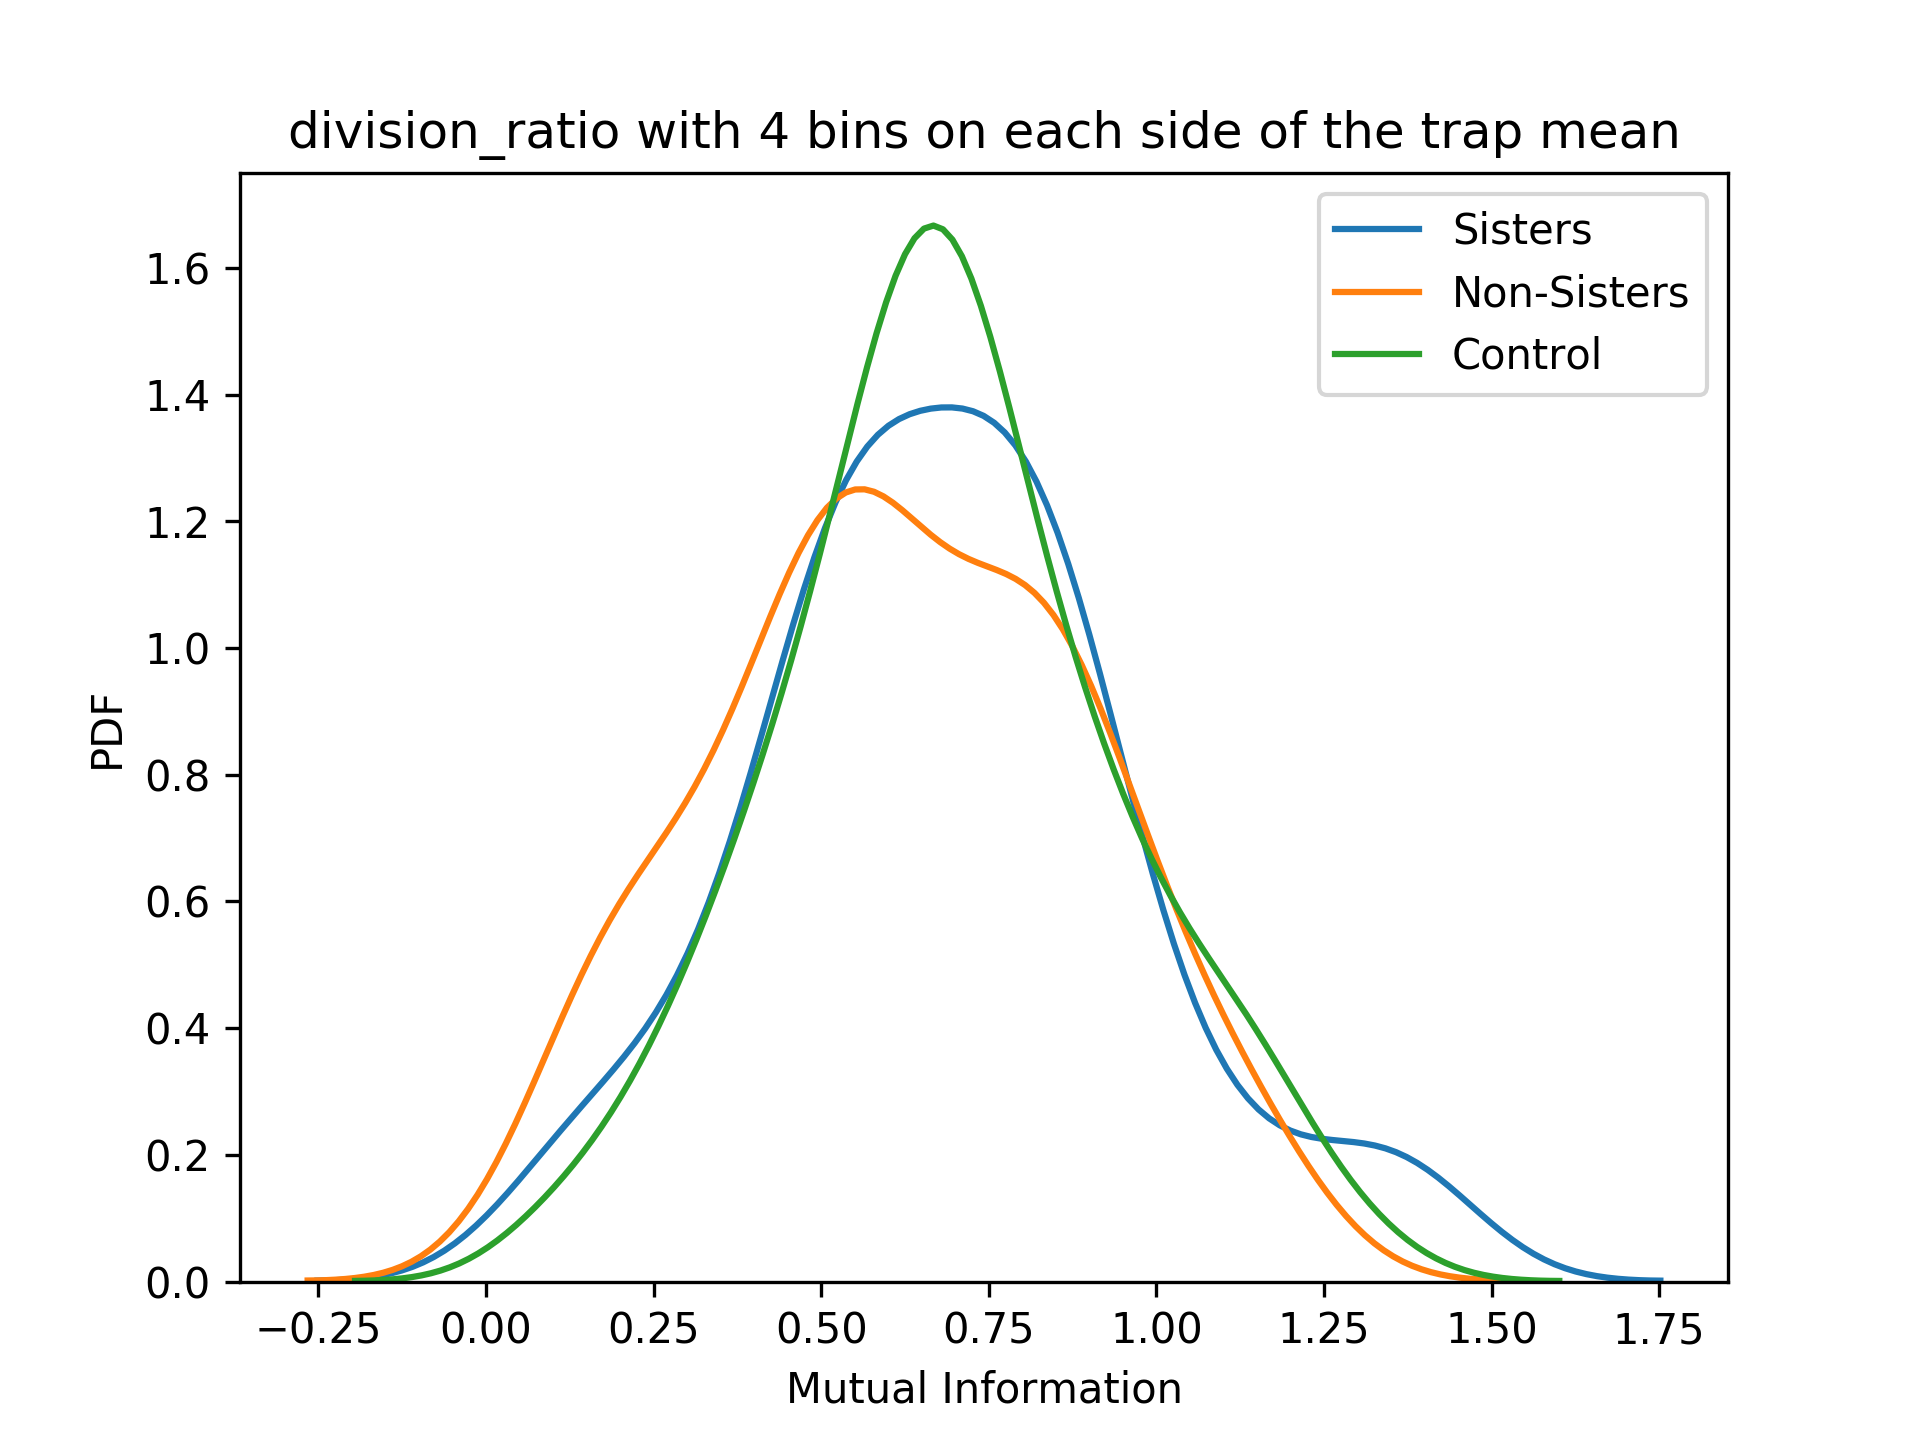 division_ratio with 4 bins on each side of the trap mean
Sisters
Non-Sisters
Control
PDF
1.6
1.4
1.2
1.0
0.8
0.6
0.4
0.2
0.0
−0.25 0.00 0.25 0.50 0.75 1.00 1.25 1.50 1.75
Mutual Information